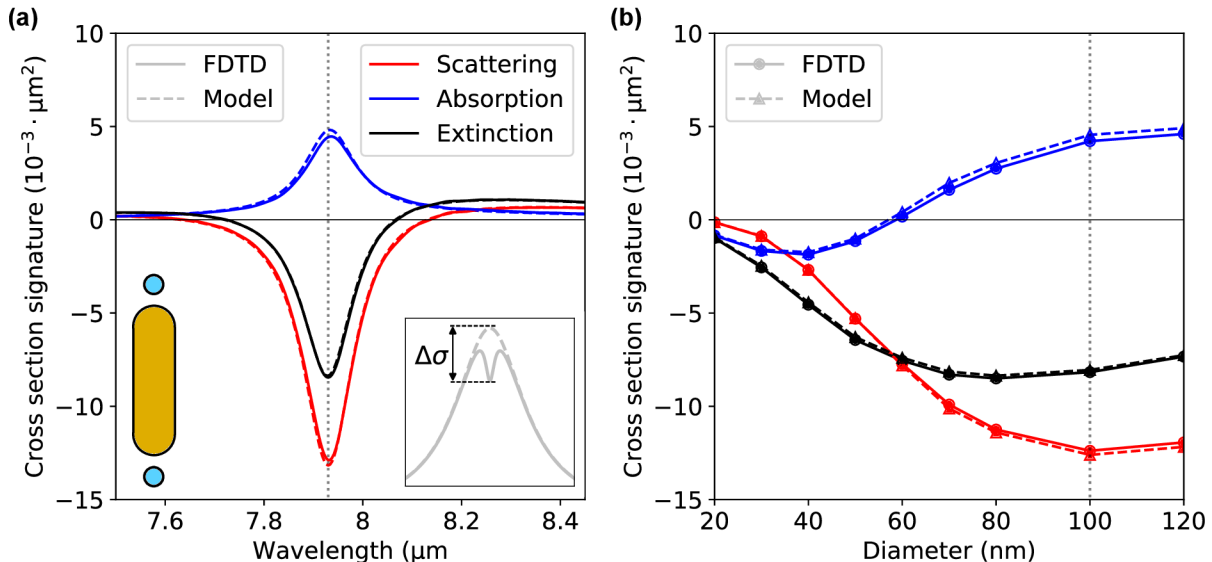 (a)
Cross section signature (10⁻³ · μm²)
10
5
0
−5
−10
−15
FDTD
Model
Scattering
Absorption
Extinction
Δσ
7.6
7.8
8
8.2
8.4
Wavelength (μm
(b)
Cross section signature (10⁻³ · μm²)
10
5
0
−5
−10
−15
FDTD
Model
20
40
60
80
100
120
Diameter (nm)